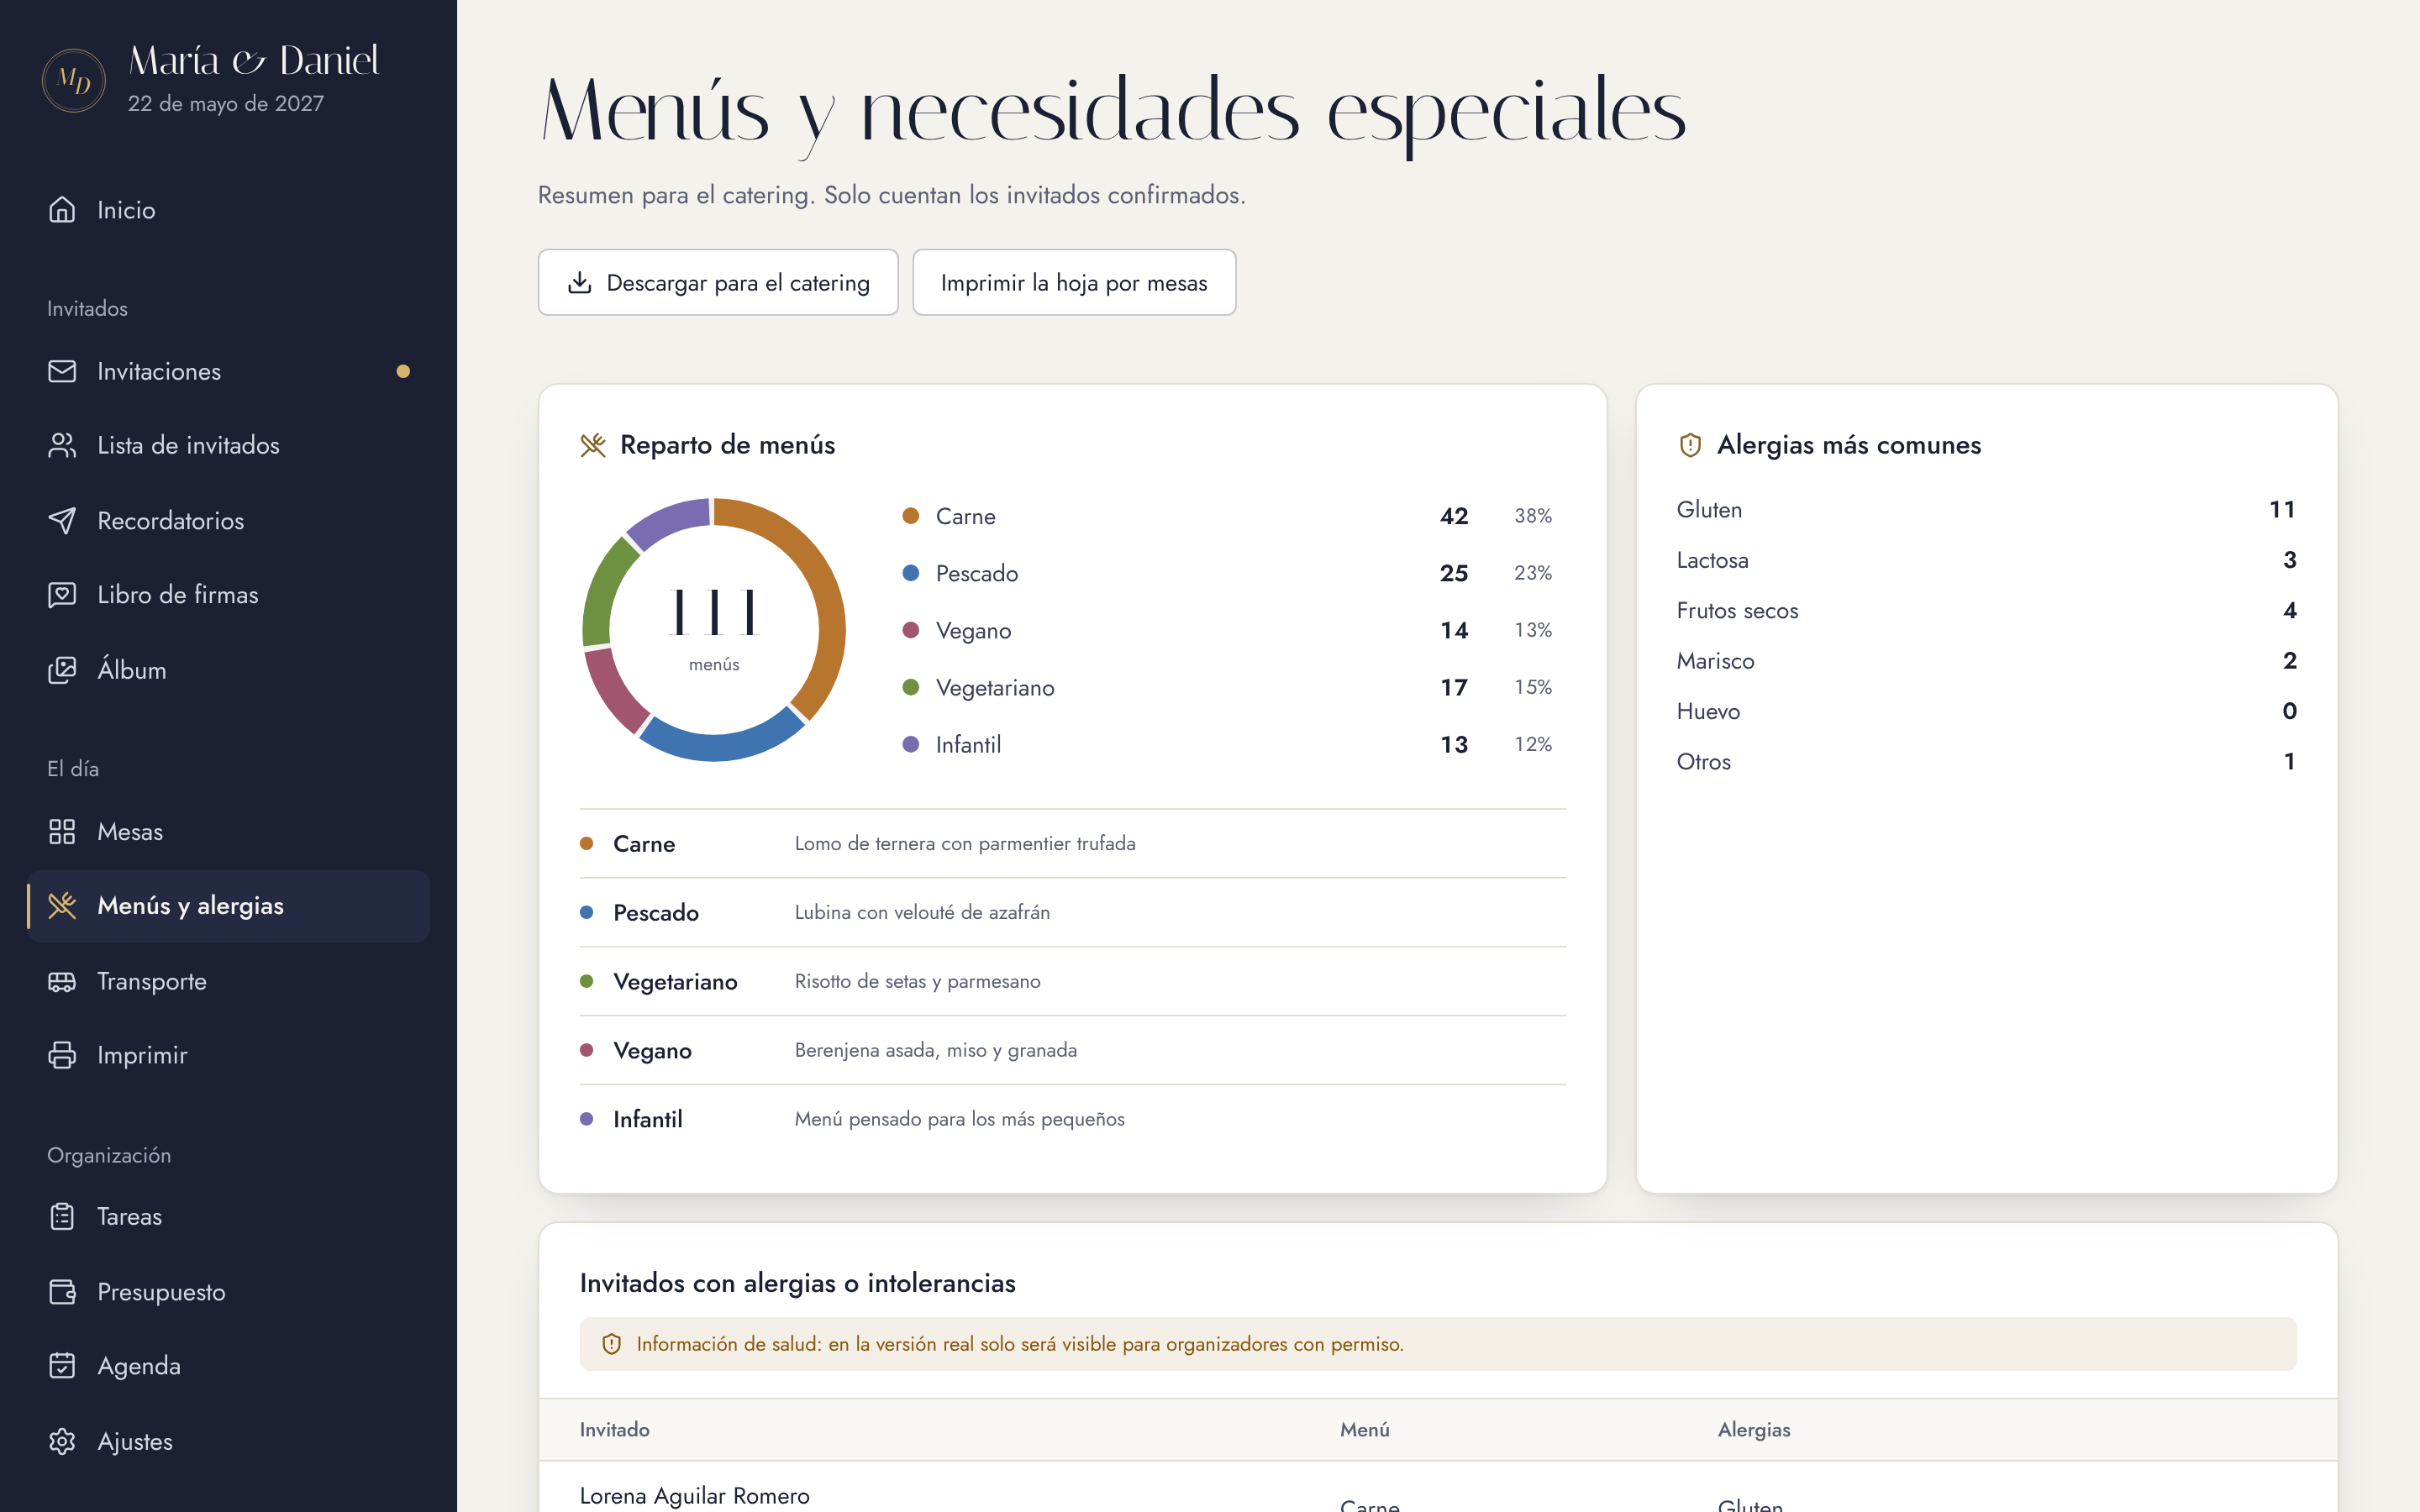 MD
María & Daniel
22 de mayo de 2027
Inicio
Invitados
Invitaciones
Lista de invitados
Recordatorios
Libro de firmas
Álbum
El día
Mesas
Menús y alergias
Transporte
Imprimir
Organización
Tareas
Presupuesto
Agenda
Ajustes
Menús y necesidades especiales
Resumen para el catering. Solo cuentan los invitados confirmados.
Descargar para el catering
Imprimir la hoja por mesas
Reparto de menús
111
menús
Carne 42 38%
Pescado 25 23%
Vegano 14 13%
Vegetariano 17 15%
Infantil 13 12%
Carne Lomo de ternera con parmentier trufada
Pescado Lubina con velouté de azafrán
Vegetariano Risotto de setas y parmesano
Vegano Berenjena asada, miso y granada
Infantil Menú pensado para los más pequeños
Alergias más comunes
Gluten 11
Lactosa 3
Frutos secos 4
Marisco 2
Huevo 0
Otros 1
Invitados con alergias o intolerancias
Información de salud: en la versión real solo será visible para organizadores con permiso.
Invitado Menú Alergias
Lorena Aguilar Romero
Carne Gluten